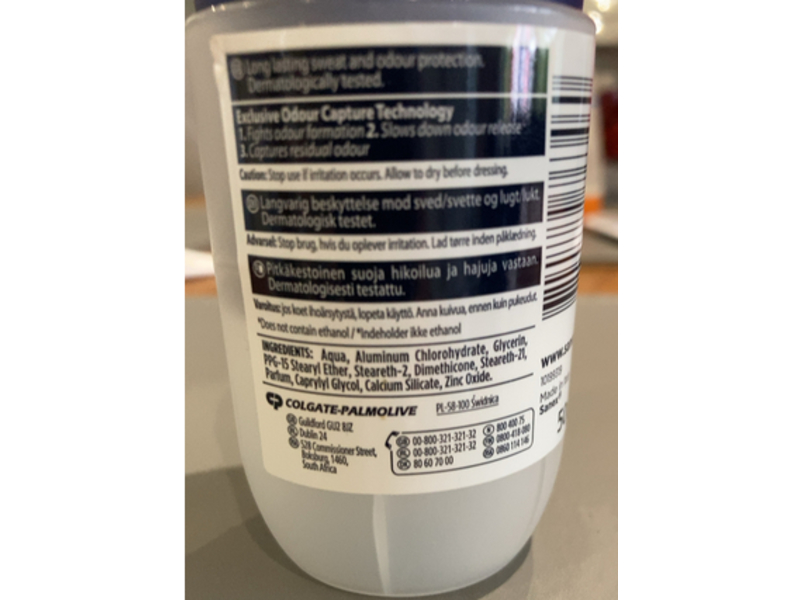 Long lasting sweat and odour protection.
Dermatologically tested.
Exclusive Odour Capture Technology
1. Fights odour formation 2. Slows down odour release*
3. Captures residual odour
Caution: Stop use if irritation occurs. Allow to dry before dressing.
Langvarig beskyttelse mod sved/svette og lugt/lukt.
Dermatologisk testet.
Advarsel: Stop brug, hvis du oplever irritation. Lad tørre inden påklædning.
Pitkäkestoinen suoja hikoilua ja hajuja vastaan.
Dermatologisesti testattu.
Varoitus: jos koet ihoärsytystä, lopeta käyttö. Anna kuivua, ennen kuin pukeudut.
*Does not contain ethanol / *Indeholder ikke ethanol
INGREDIENTS: Aqua, Aluminum Chlorohydrate, Glycerin,
PPG-15 Stearyl Ether, Steareth-2, Dimethicone, Steareth-21,
Parfum, Caprylyl Glycol, Calcium Silicate, Zinc Oxide.
COLGATE-PALMOLIVE PL-58-100 Świdnica
Guildford GU2 8JZ
Dublin 24
528 Commissioner Street,
Boksburg, 1460,
South Africa
00-800-321-321-32 800 400 75
00-800-321-321-32 0800-418-080
80 60 70 00 0860 114 146
Made in
Sanex